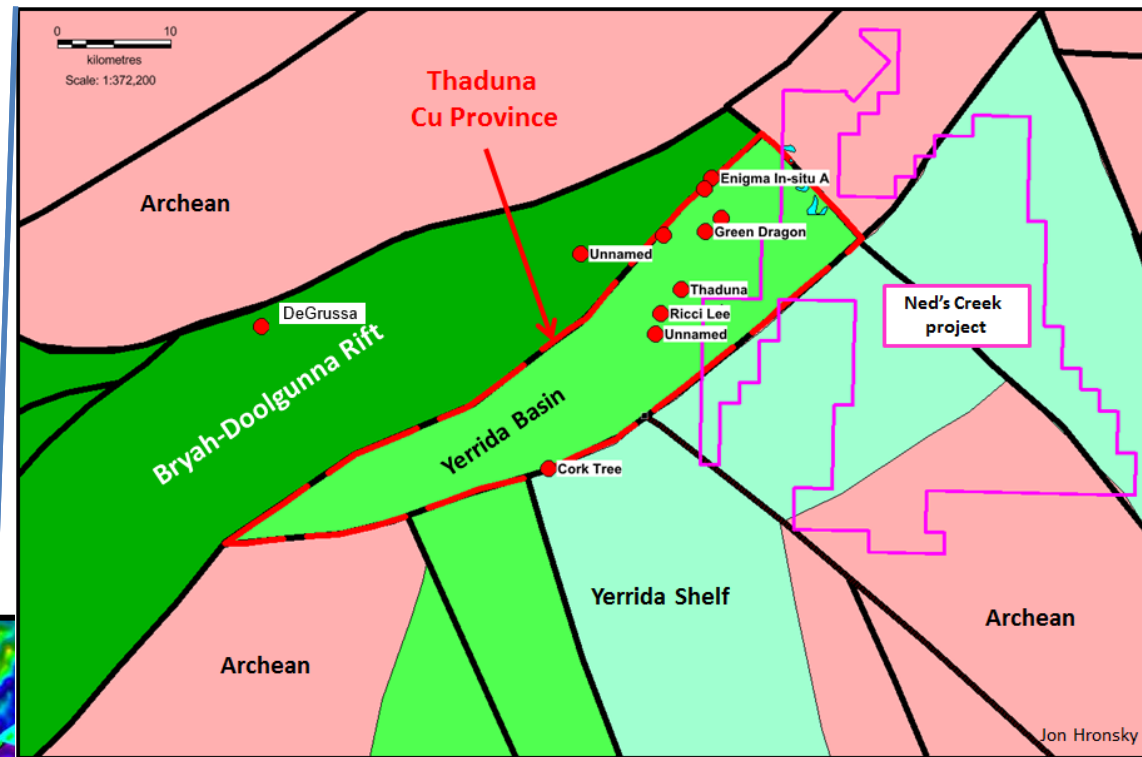 0 10
kilometres
Scale: 1:372,200
Thaduna
Cu Province
Archean
Enigma In-situ A
Green Dragon
Unnamed
Thaduna
DeGrussa
Ricci Lee
Unnamed
Ned's Creek
project
Bryah-Doolgunna Rift
Yerrida Basin
Cork Tree
Yerrida Shelf
Archean
Archean
Jon Hronsky